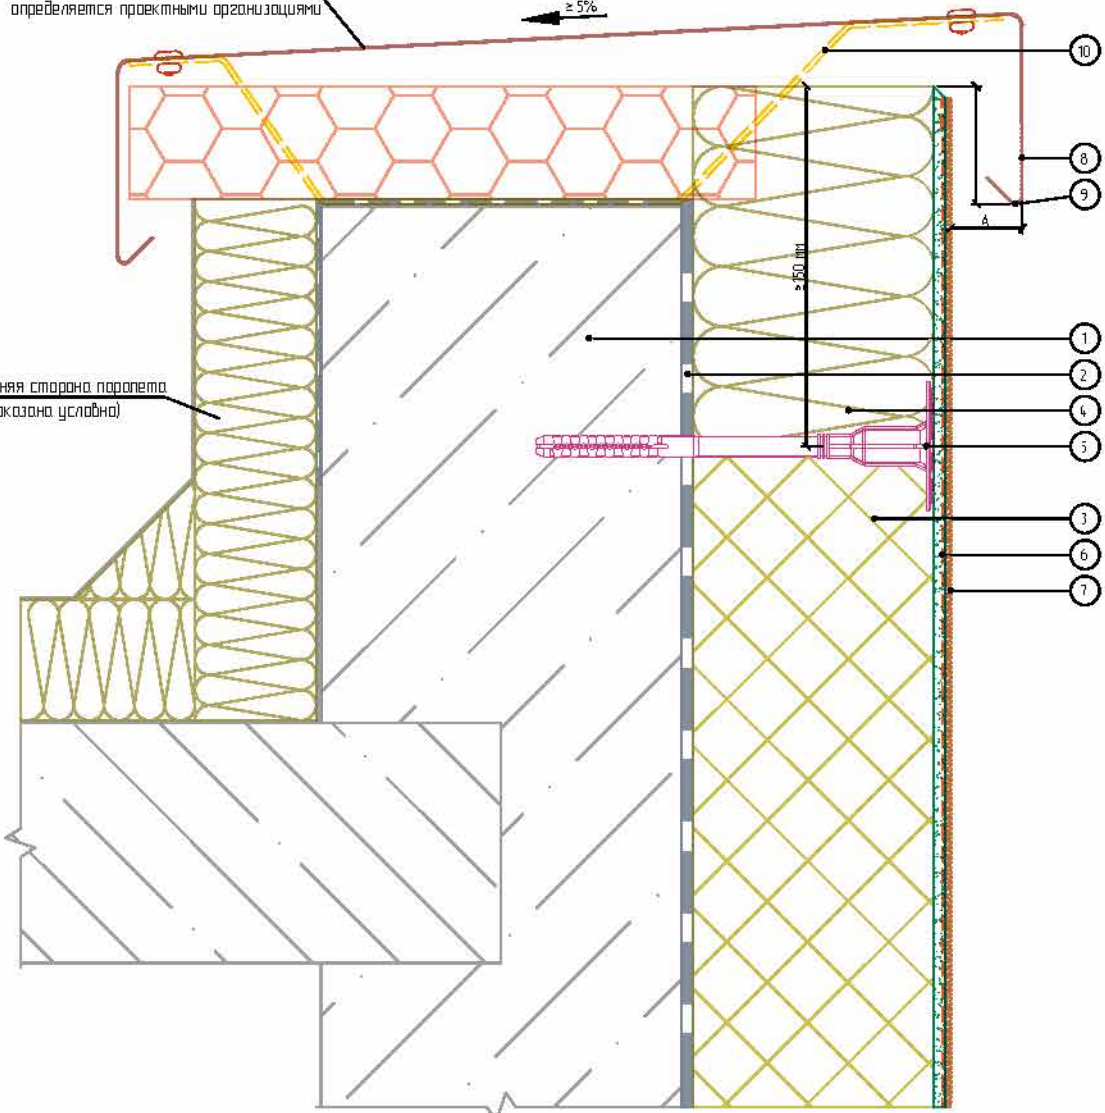 определяется проектными организациями
≥ 5%
10
8
9
А
≥150 мм
1
2
няя сторона парапета
оказана условно)
4
5
3
6
7